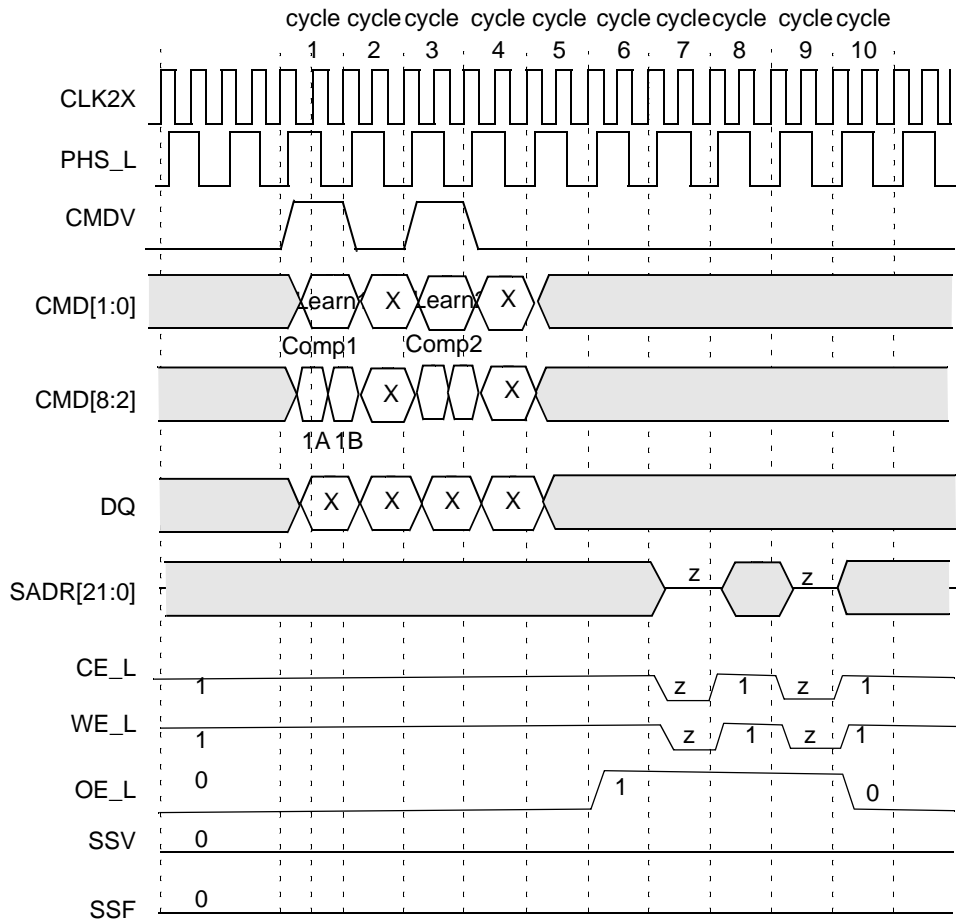 cycle cycle cycle cycle cycle cycle cycle cycle cycle cycle
1 2 3 4 5 6 7 8 9 10
CLK2X
PHS_L
CMDV
CMD[1:0] Learn1 X Learn2 X
Comp1 Comp2
CMD[8:2] X X
1A 1B
DQ X X X X
SADR[21:0] z z
CE_L 1 z 1 z 1
WE_L 1 z 1 z 1
OE_L 0 1 0
SSV 0
SSF 0